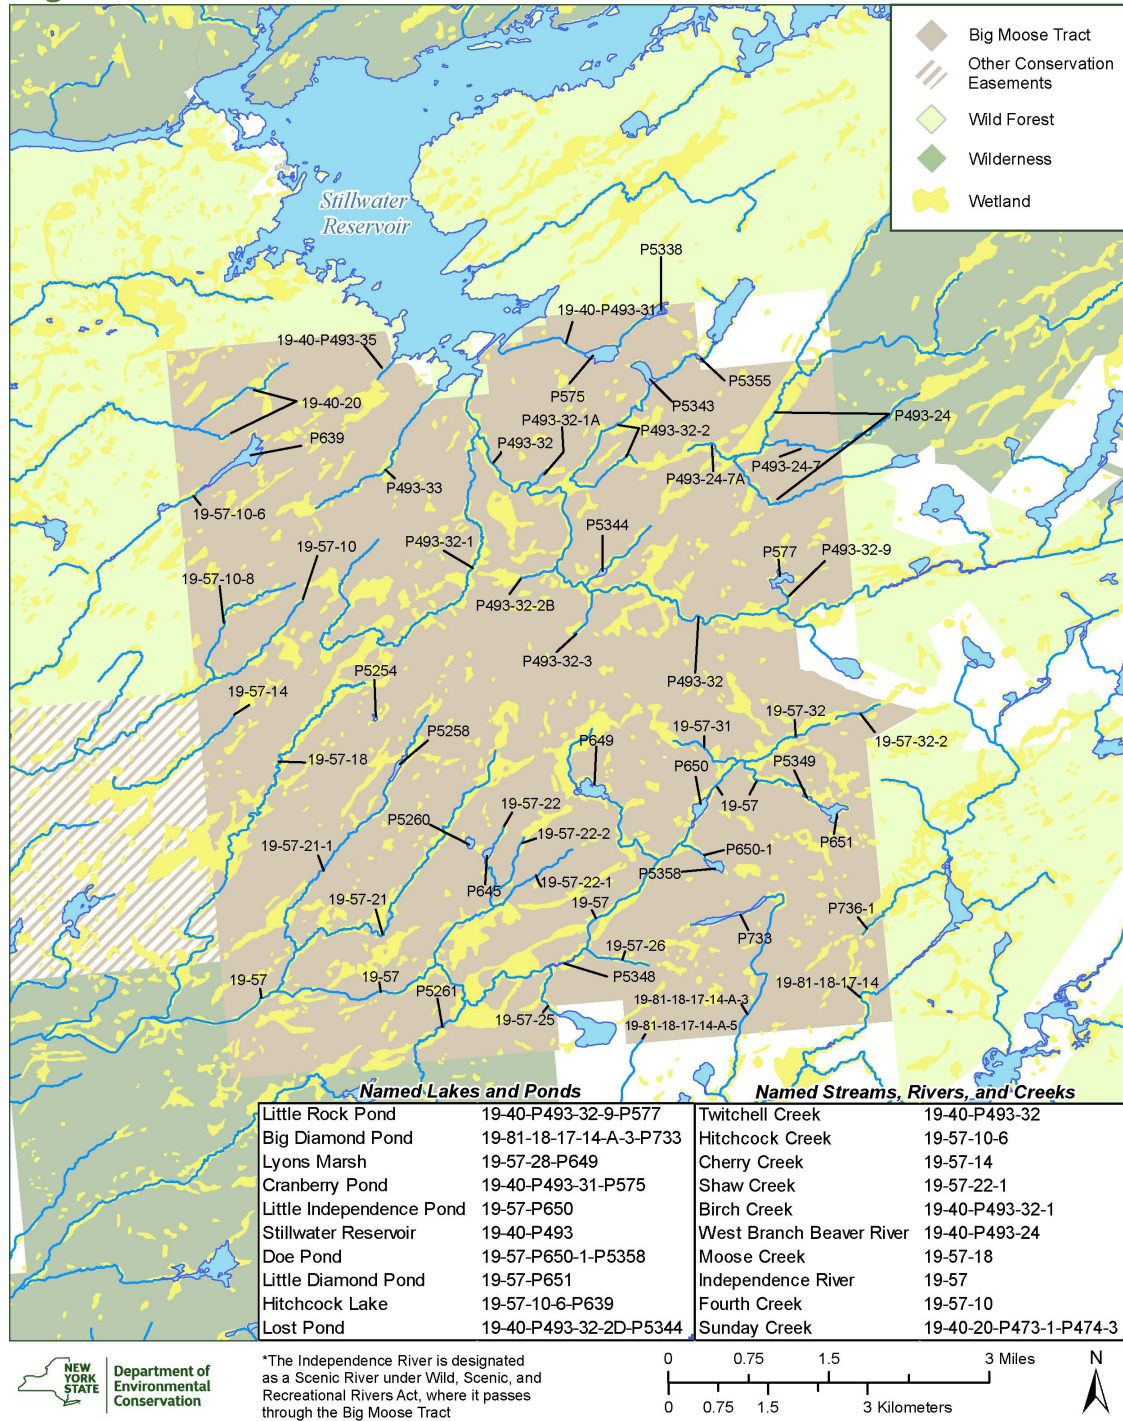 Big Moose Tract
Other Conservation
Easements
Wild Forest
Wilderness
Wetland
Stillwater
Reservoir
P5338
19-40-P493-31
19-40-P493-35
P5355
P575
P5343
19-40-20
P493-24
P493-32-1A
P493-32-2
P639
P493-32
P493-24-7
P493-24-7A
P493-33
19-57-10-6
P5344
P493-32-1
19-57-10
P577
P493-32-9
19-57-10-8
P493-32-2B
P493-32-3
P5254
P493-32
19-57-14
19-57-32
19-57-31
P5258
P649
19-57-32-2
19-57-18
P650
P5349
19-57-22
19-57
P5260
19-57-22-2
P651
19-57-21-1
P650-1
P5358
P645
19-57-22-1
19-57-21
19-57
P736-1
P733
19-57-26
19-57
19-57
P5348
19-81-18-17-14
P5261
19-81-18-17-14-A-3
19-57-25
19-81-18-17-14-A-5
Named Lakes and Ponds
Little Rock Pond 19-40-P493-32-9-P577
Big Diamond Pond 19-81-18-17-14-A-3-P733
Lyons Marsh 19-57-28-P649
Cranberry Pond 19-40-P493-31-P575
Little Independence Pond 19-57-P650
Stillwater Reservoir 19-40-P493
Doe Pond 19-57-P650-1-P5358
Little Diamond Pond 19-57-P651
Hitchcock Lake 19-57-10-6-P639
Lost Pond 19-40-P493-32-2D-P5344
Named Streams, Rivers, and Creeks
Twitchell Creek 19-40-P493-32
Hitchcock Creek 19-57-10-6
Cherry Creek 19-57-14
Shaw Creek 19-57-22-1
Birch Creek 19-40-P493-32-1
West Branch Beaver River 19-40-P493-24
Moose Creek 19-57-18
Independence River 19-57
Fourth Creek 19-57-10
Sunday Creek 19-40-20-P473-1-P474-3
NEW
YORK
STATE
Department of
Environmental
Conservation
*The Independence River is designated
as a Scenic River under Wild, Scenic, and
Recreational Rivers Act, where it passes
through the Big Moose Tract
0 0.75 1.5 3 Miles
0 0.75 1.5 3 Kilometers
N